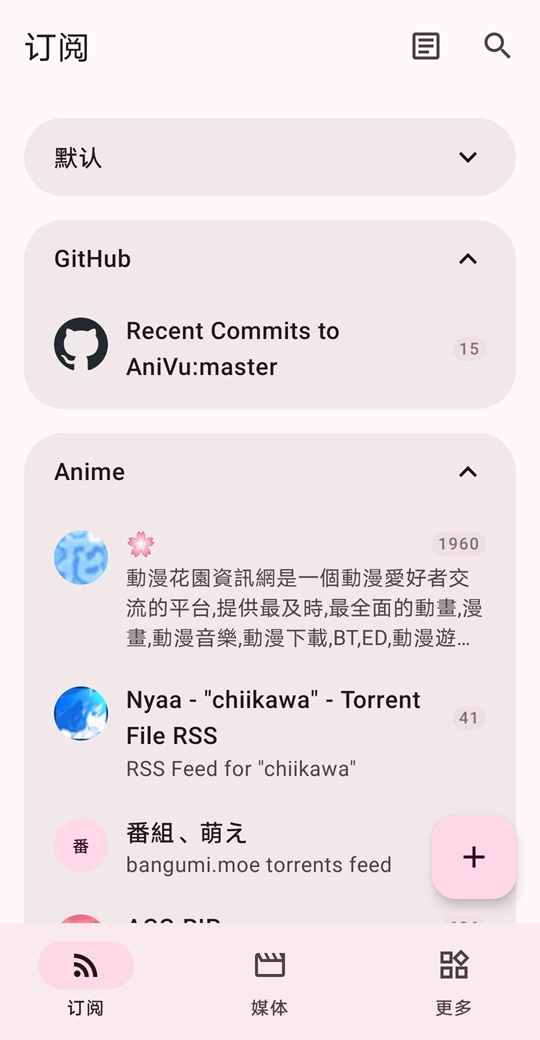 订阅
默认
GitHub
Recent Commits to
AniVu:master
15
Anime
🌸
1960
動漫花園資訊網是一個動漫愛好者交
流的平台,提供最及時,最全面的動畫,漫
畫,動漫音樂,動漫下載,BT,ED,動漫遊...
Nyaa - "chiikawa" - Torrent
File RSS
41
RSS Feed for "chiikawa"
番
番組、萌え
bangumi.moe torrents feed
订阅
媒体
更多